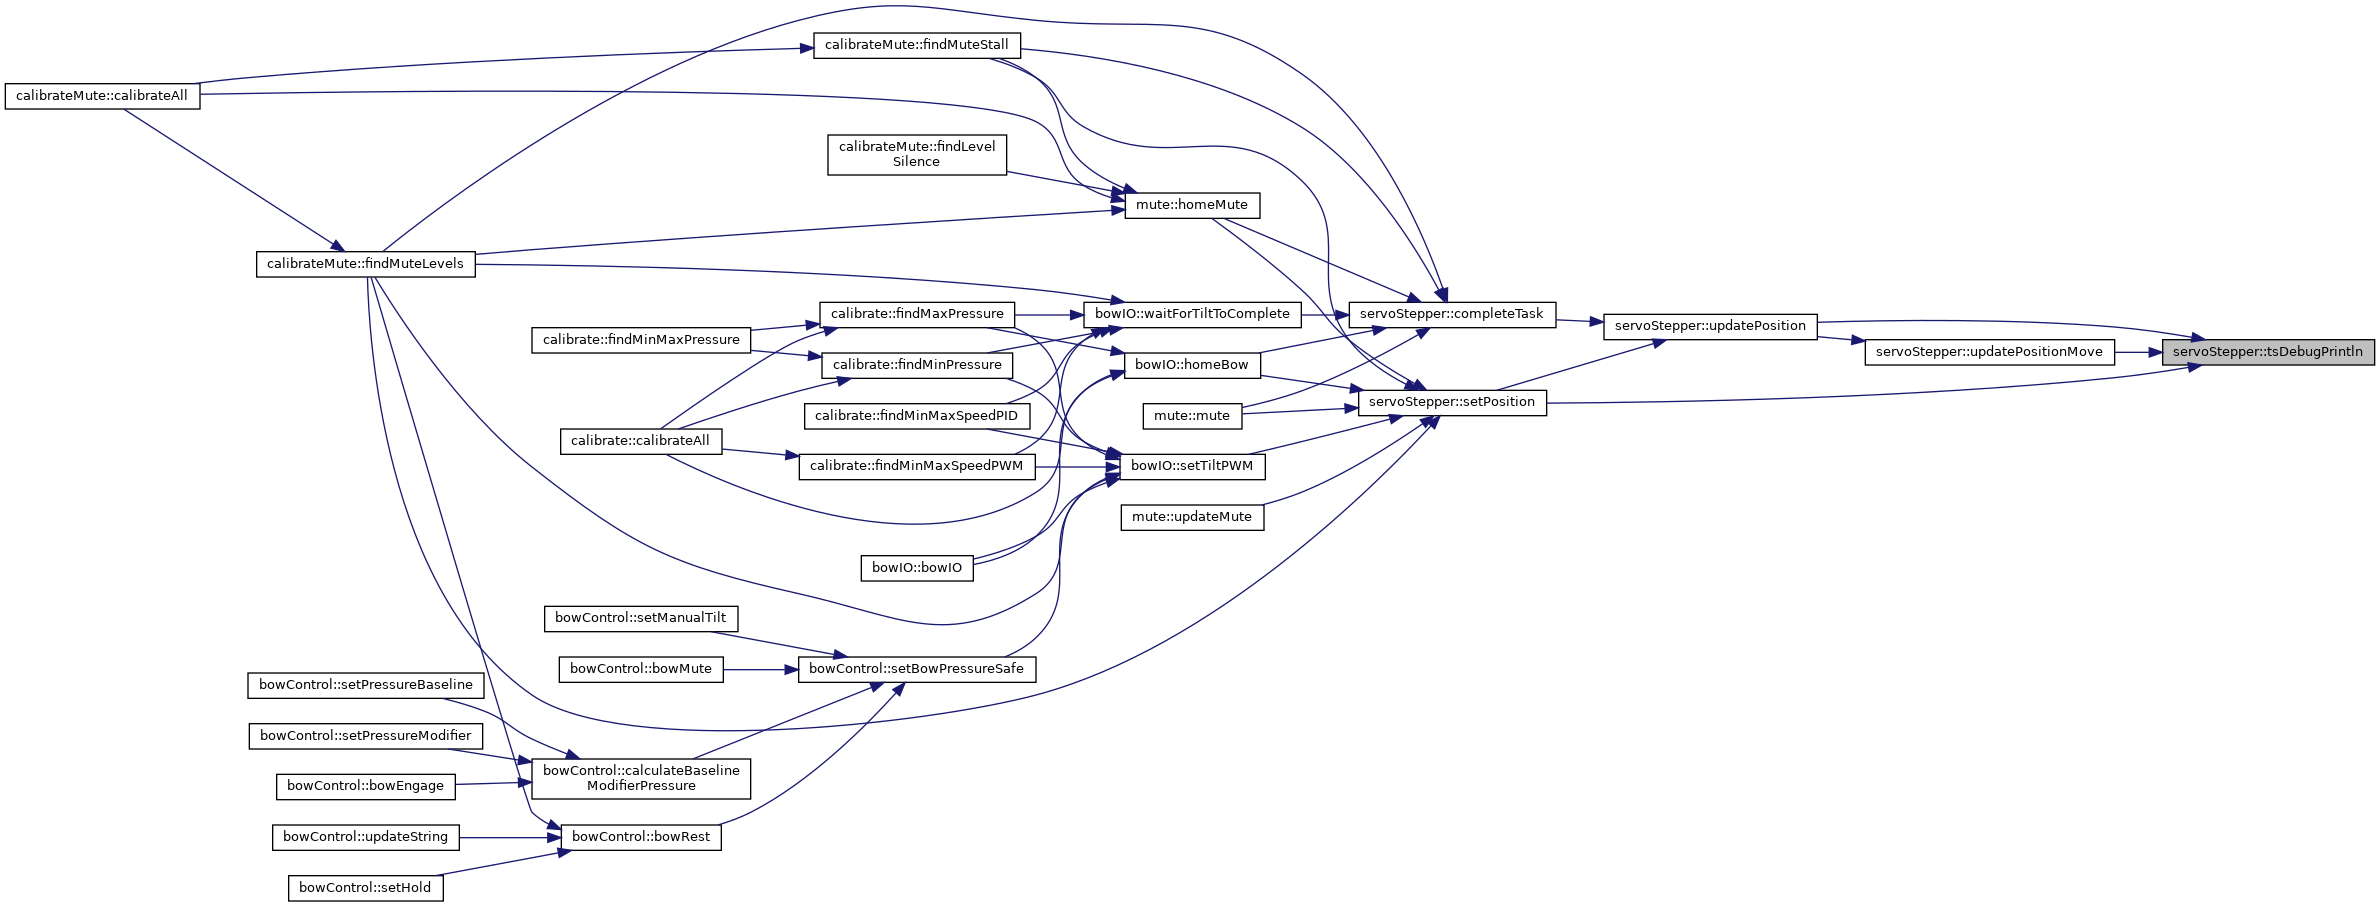 calibrateMute::findMuteStall
calibrateMute::calibrateAll
calibrateMute::findLevel
Silence
mute::homeMute
calibrateMute::findMuteLevels
calibrate::findMaxPressure
bowIO::waitForTiltToComplete
servoStepper::completeTask
servoStepper::updatePosition
calibrate::findMinMaxPressure
servoStepper::updatePositionMove
servoStepper::tsDebugPrintln
calibrate::findMinPressure
bowIO::homeBow
servoStepper::setPosition
calibrate::findMinMaxSpeedPID
mute::mute
calibrate::calibrateAll
calibrate::findMinMaxSpeedPWM
bowIO::setTiltPWM
mute::updateMute
bowIO::bowIO
bowControl::setManualTilt
bowControl::bowMute
bowControl::setBowPressureSafe
bowControl::setPressureBaseline
bowControl::setPressureModifier
bowControl::calculateBaseline
ModifierPressure
bowControl::bowEngage
bowControl::updateString
bowControl::bowRest
bowControl::setHold